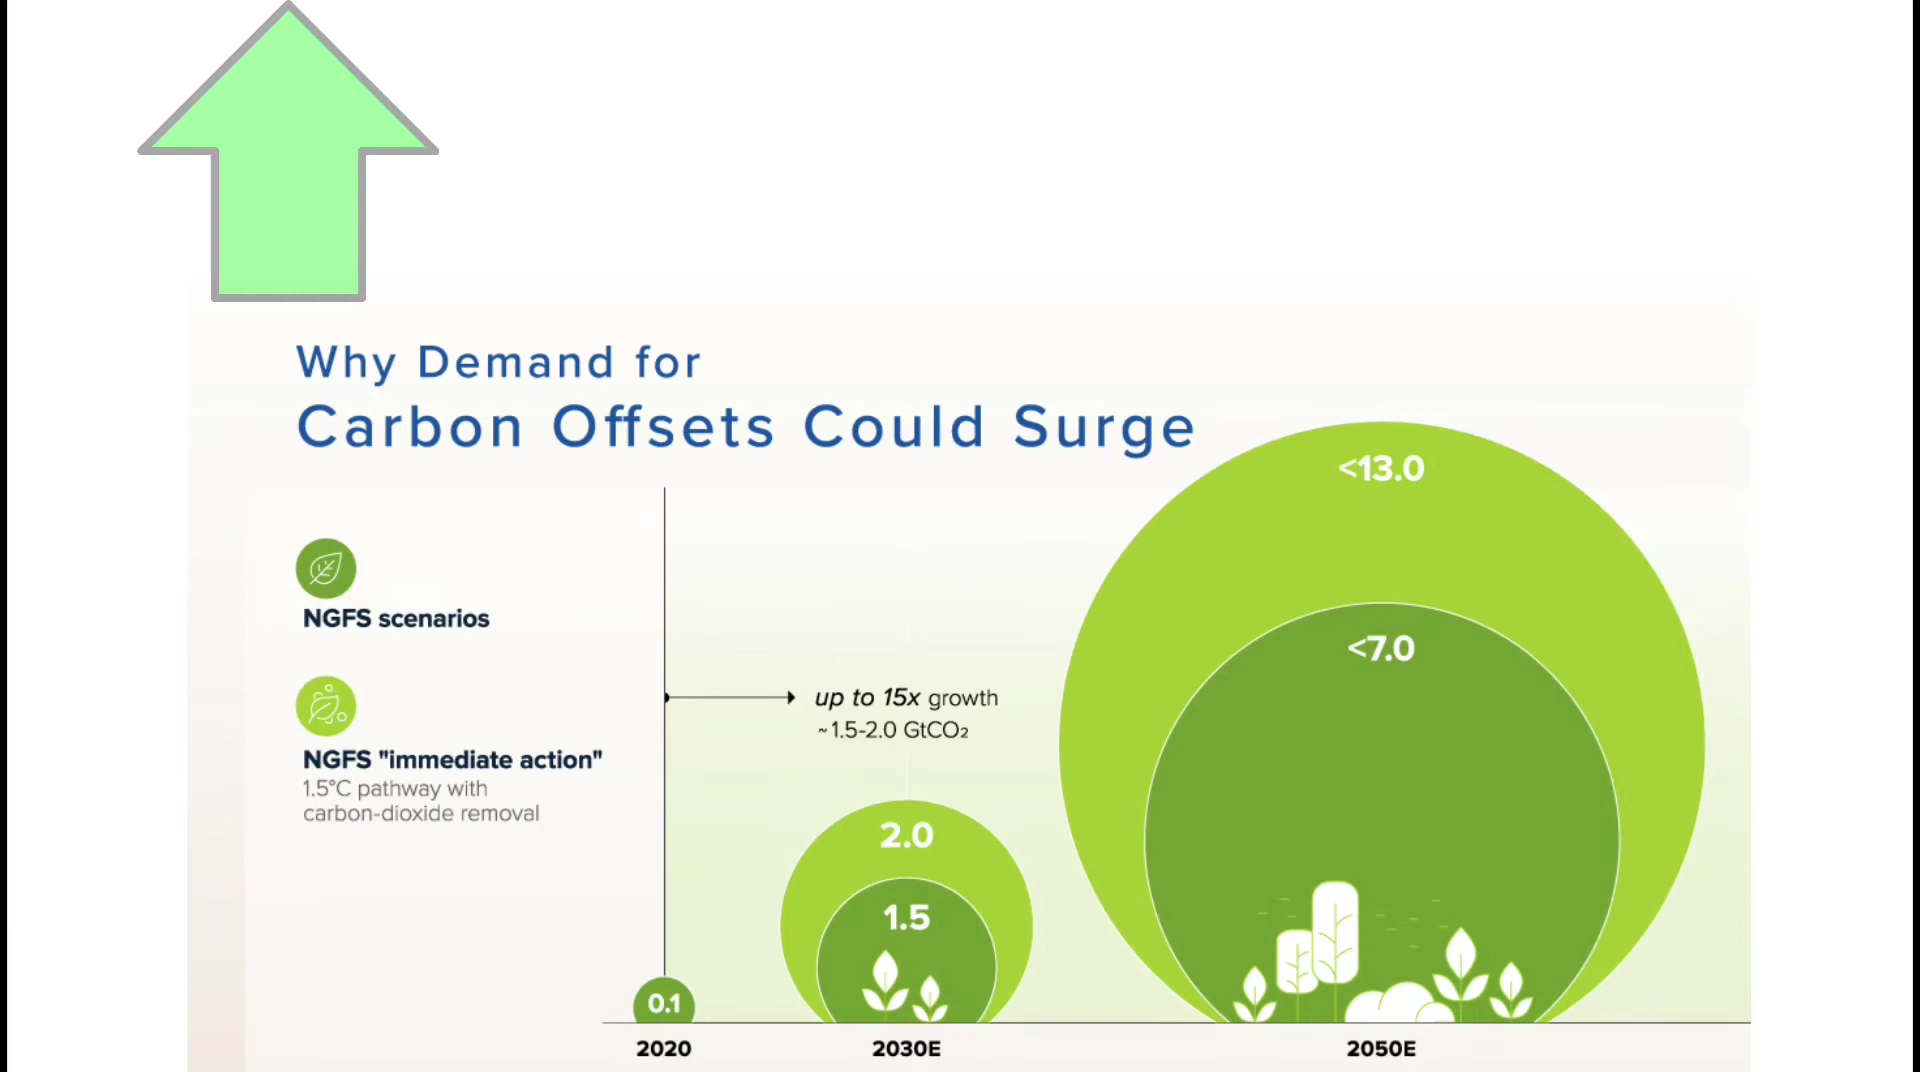 Why Demand for
Carbon Offsets Could Surge
<13.0
<7.0
NGFS scenarios
up to 15x growth
~1.5-2.0 GtCO₂
NGFS "immediate action"
1.5°C pathway with
carbon-dioxide removal
2.0
1.5
0.1
2020
2030E
2050E